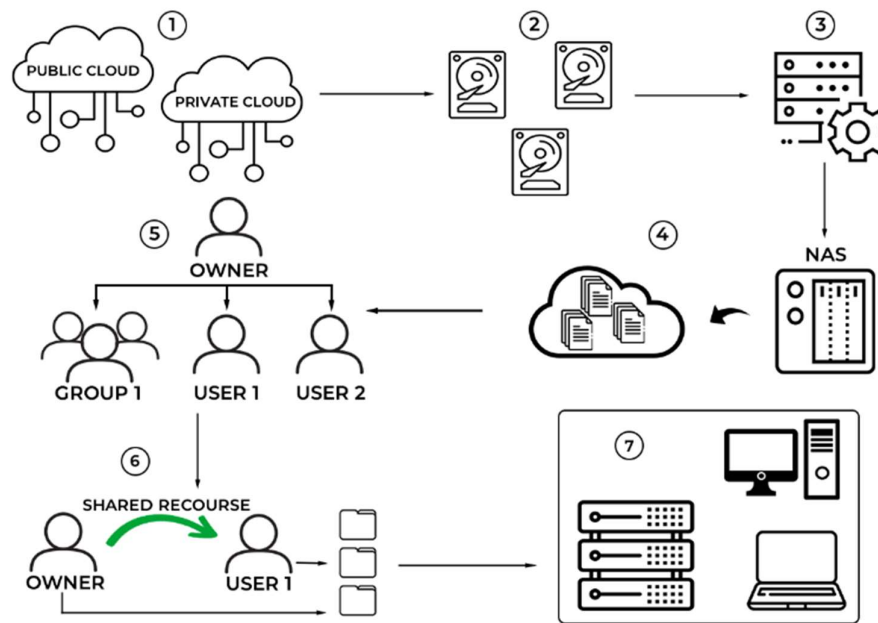 1
2
3
PUBLIC CLOUD
PRIVATE CLOUD
5
4
NAS
OWNER
GROUP 1
USER 1
USER 2
6
7
SHARED RECOURSE
OWNER
USER 1